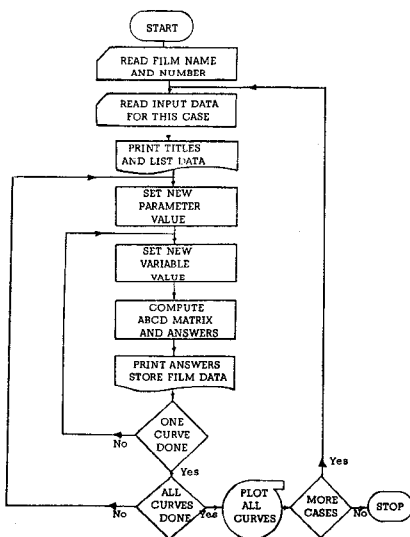 START
READ FILM NAME
AND NUMBER
READ INPUT DATA
FOR THIS CASE
PRINT TITLES
AND LIST DATA
SET NEW
PARAMETER
VALUE
SET NEW
VARIABLE
VALUE
COMPUTE
ABCD MATRIX
AND ANSWERS
PRINT ANSWERS
STORE FILM DATA
ONE
CURVE
DONE
No
Yes
ALL
CURVES
DONE
No
Yes
PLOT
ALL
CURVES
MORE
CASES
Yes
No
STOP